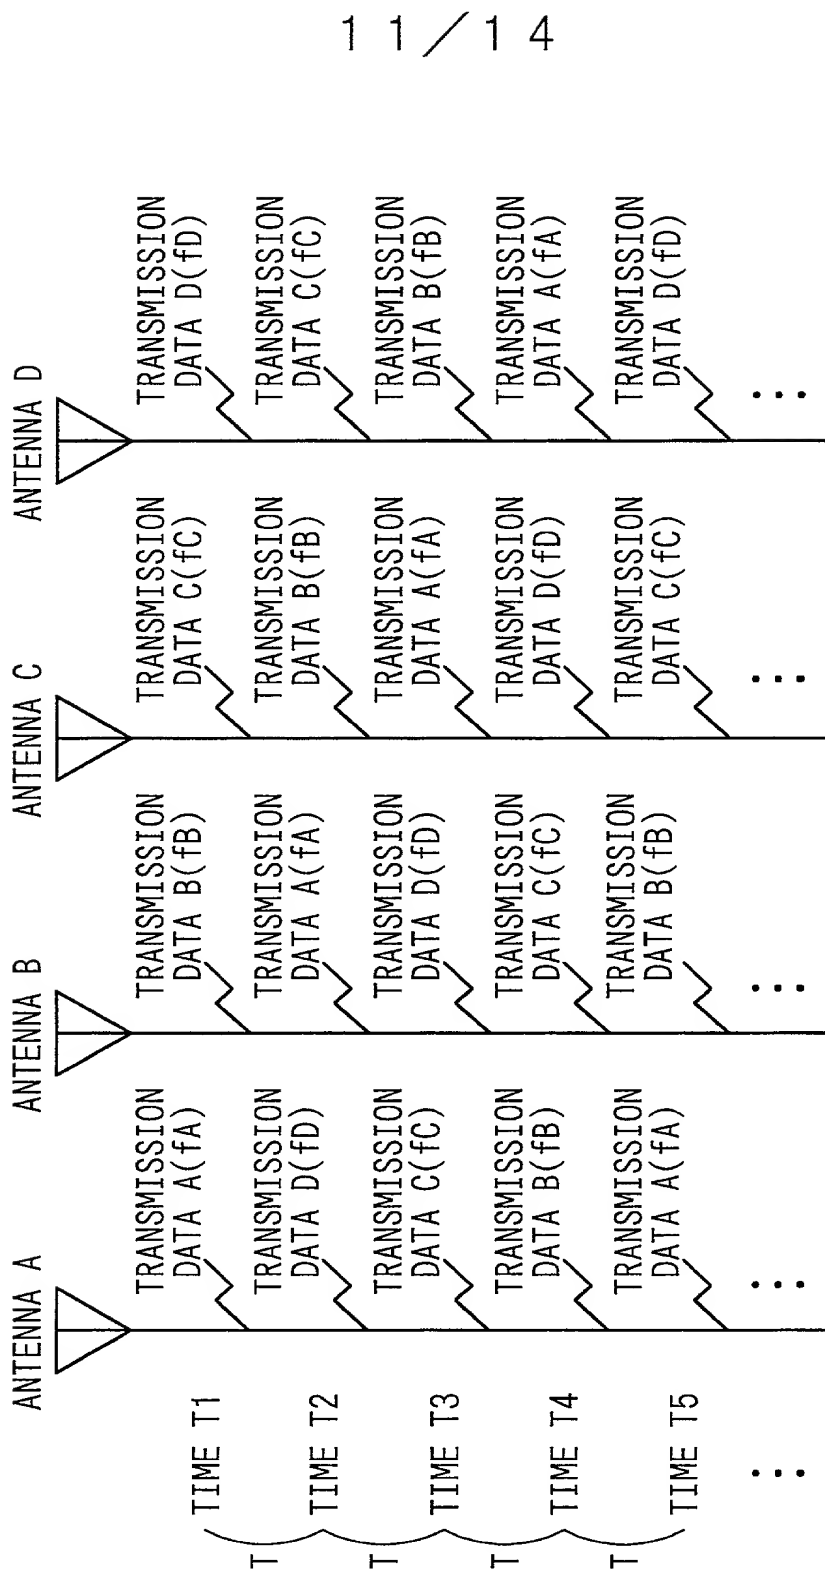 11/14
ANTENNA A
ANTENNA B
ANTENNA C
ANTENNA D
TIME T1
TRANSMISSION
DATA A(fA)
TRANSMISSION
DATA B(fB)
TRANSMISSION
DATA C(fC)
TRANSMISSION
DATA D(fD)
T
TIME T2
TRANSMISSION
DATA D(fD)
TRANSMISSION
DATA A(fA)
TRANSMISSION
DATA B(fB)
TRANSMISSION
DATA C(fC)
T
TIME T3
TRANSMISSION
DATA C(fC)
TRANSMISSION
DATA D(fD)
TRANSMISSION
DATA A(fA)
TRANSMISSION
DATA B(fB)
T
TIME T4
TRANSMISSION
DATA B(fB)
TRANSMISSION
DATA C(fC)
TRANSMISSION
DATA D(fD)
TRANSMISSION
DATA A(fA)
T
TIME T5
TRANSMISSION
DATA A(fA)
TRANSMISSION
DATA B(fB)
TRANSMISSION
DATA C(fC)
TRANSMISSION
DATA D(fD)